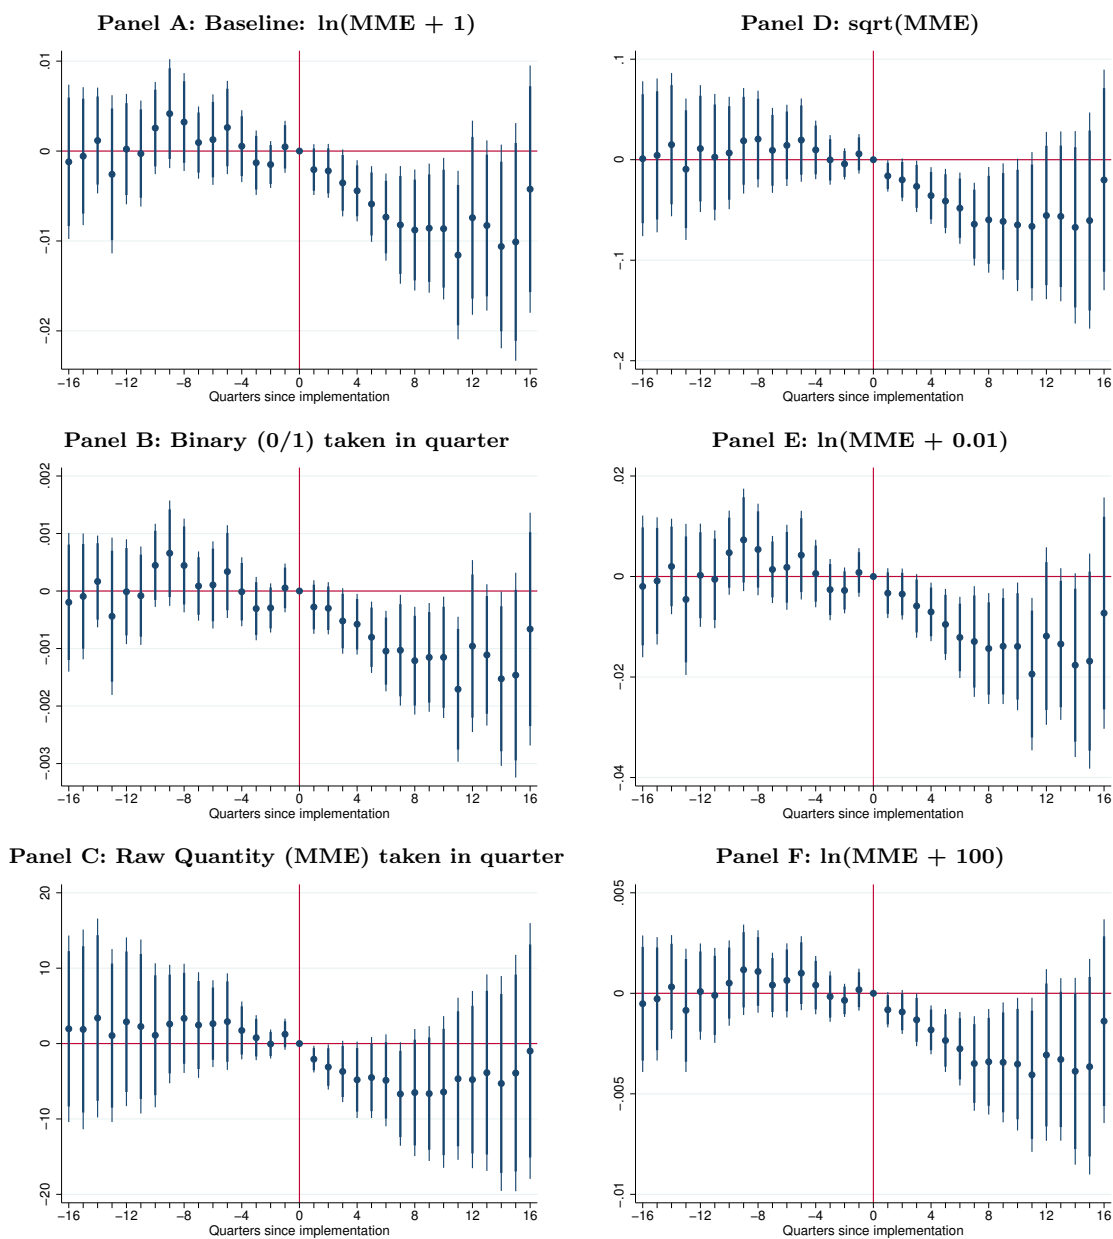 Panel A: Baseline: ln(MME + 1)
.01
0
−.01
−.02
−16 −12 −8 −4 0 4 8 12 16
Quarters since implementation
Panel D: sqrt(MME)
.1
0
−.1
−.2
−16 −12 −8 −4 0 4 8 12 16
Quarters since implementation
Panel B: Binary (0/1) taken in quarter
.002
.001
0
−.001
−.002
−.003
−16 −12 −8 −4 0 4 8 12 16
Quarters since implementation
Panel E: ln(MME + 0.01)
.02
0
−.02
−.04
−16 −12 −8 −4 0 4 8 12 16
Quarters since implementation
Panel C: Raw Quantity (MME) taken in quarter
20
10
0
−10
−20
−16 −12 −8 −4 0 4 8 12 16
Quarters since implementation
Panel F: ln(MME + 100)
.005
0
−.005
−.01
−16 −12 −8 −4 0 4 8 12 16
Quarters since implementation